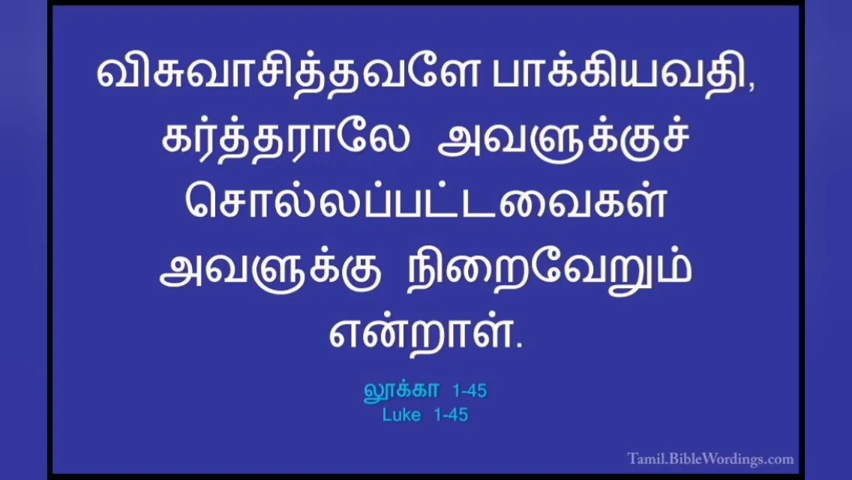 விசுவாசித்தவளே பாக்கியவதி,
கர்த்தராலே அவளுக்குச்
சொல்லப்பட்டவைகள்
அவளுக்கு நிறைவேறும்
என்றாள்.
லூக்கா 1-45
Luke 1-45
Tamil.BibleWordings.com